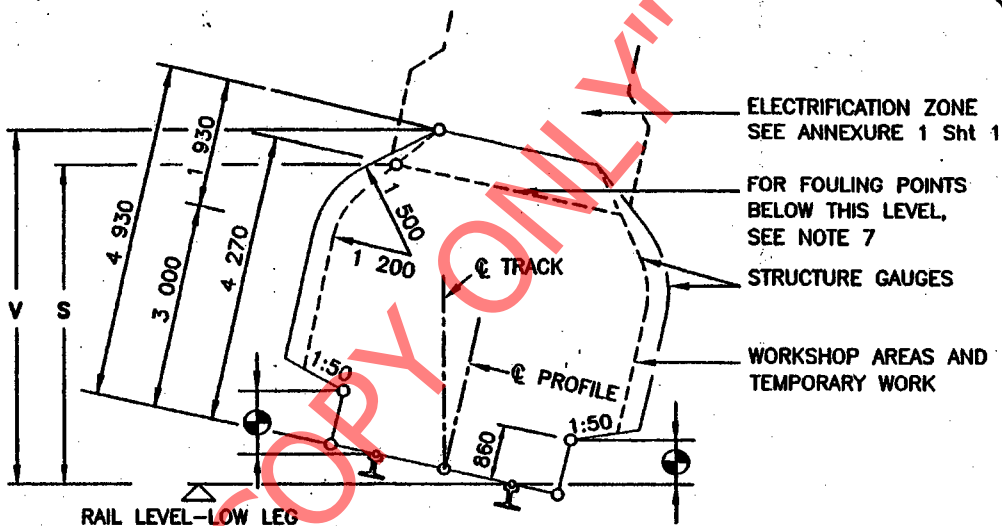 ELECTRIFICATION ZONE
SEE ANNEXURE 1 Sht 1
FOR FOULING POINTS
BELOW THIS LEVEL,
SEE NOTE 7
STRUCTURE GAUGES
WORKSHOP AREAS AND
TEMPORARY WORK
4 930
1 930
3 000
4 270
V
S
1 500
1 200
℄ TRACK
℄ PROFILE
1:50
1:50
860
RAIL LEVEL-LOW LEG
COPY ONLY"